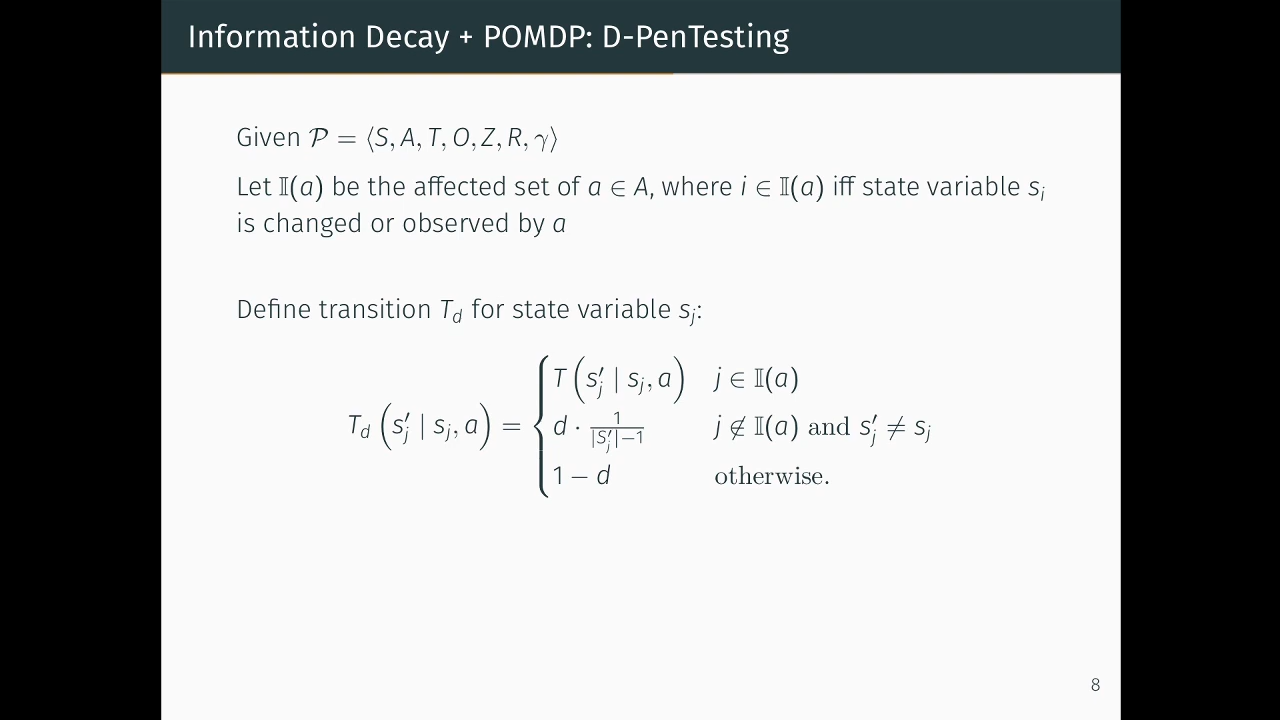 Information Decay + POMDP: D-PenTesting
Given 𝒫 = ⟨S, A, T, O, Z, R, γ⟩
Let 𝕀(a) be the affected set of a ∈ A, where i ∈ 𝕀(a) iff state variable sᵢ
is changed or observed by a
Define transition T_d for state variable s_j:
T_d (s′_j | s_j, a) = { T (s′_j | s_j, a) j ∈ 𝕀(a)
d · 1/(|S′_j|−1) j ∉ 𝕀(a) and s′_j ≠ s_j
1 − d otherwise.
8